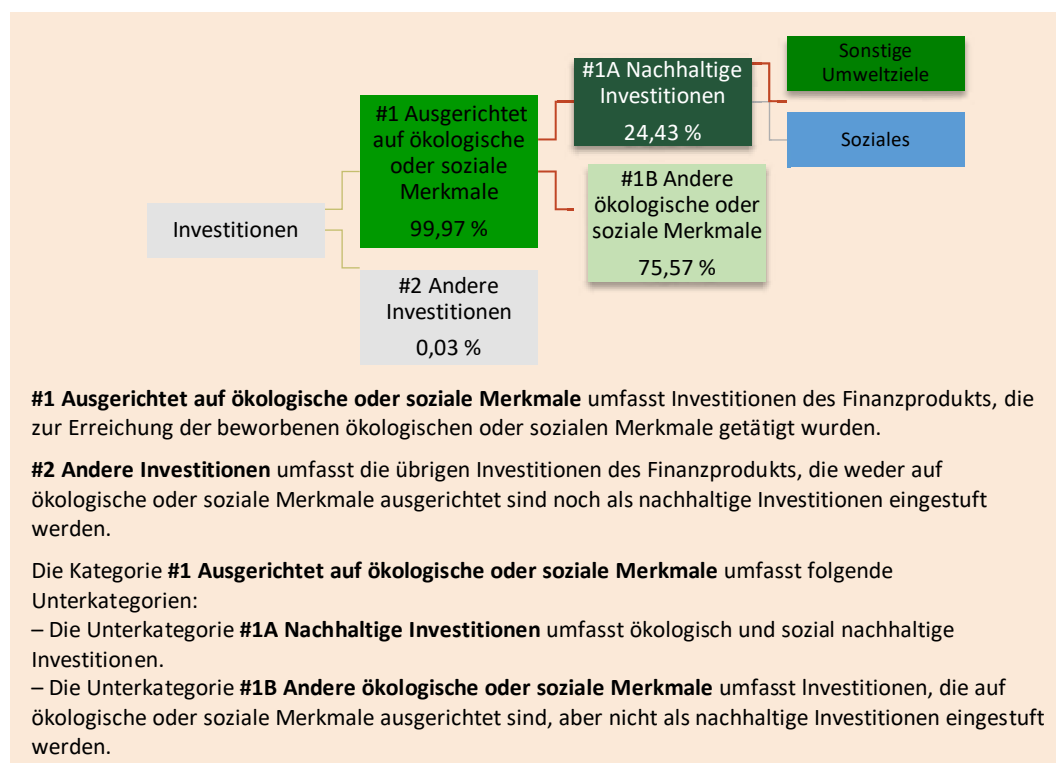 Investitionen
#1 Ausgerichtet
auf ökologische
oder soziale
Merkmale
99,97 %
#2 Andere
Investitionen
0,03 %
#1A Nachhaltige
Investitionen
24,43 %
#1B Andere
ökologische oder
soziale Merkmale
75,57 %
Sonstige
Umweltziele
Soziales
#1 Ausgerichtet auf ökologische oder soziale Merkmale umfasst Investitionen des Finanzprodukts, die
zur Erreichung der beworbenen ökologischen oder sozialen Merkmale getätigt wurden.
#2 Andere Investitionen umfasst die übrigen Investitionen des Finanzprodukts, die weder auf
ökologische oder soziale Merkmale ausgerichtet sind noch als nachhaltige Investitionen eingestuft
werden.
Die Kategorie #1 Ausgerichtet auf ökologische oder soziale Merkmale umfasst folgende
Unterkategorien:
– Die Unterkategorie #1A Nachhaltige Investitionen umfasst ökologisch und sozial nachhaltige
Investitionen.
– Die Unterkategorie #1B Andere ökologische oder soziale Merkmale umfasst lnvestitionen, die auf
ökologische oder soziale Merkmale ausgerichtet sind, aber nicht als nachhaltige Investitionen eingestuft
werden.